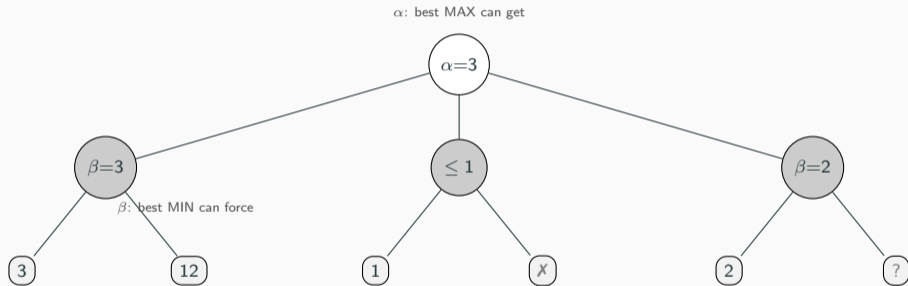 α: best MAX can get
α=3
β=3
≤ 1
β=2
β: best MIN can force
3
12
1
✗
2
?